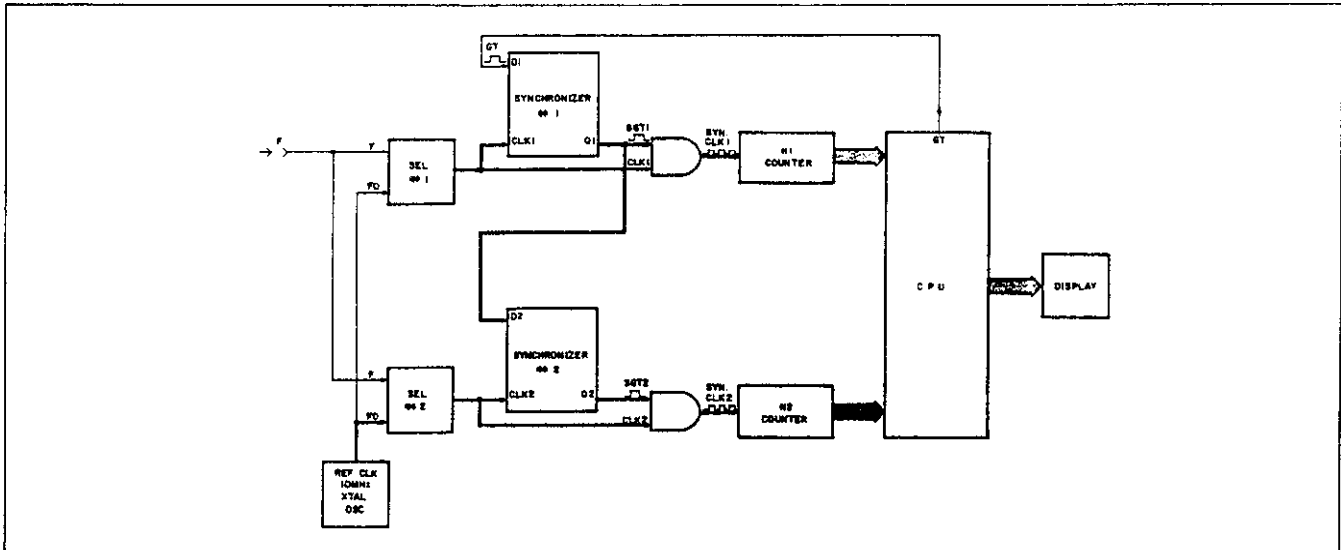 GT
D1
SYNCHRONIZER
# 1
CLK1
Q1
SGT1
CLK1
SYN.
CLK1
N1
COUNTER
GT
F
F
SEL
# 1
FO
CPU
DISPLAY
D2
SYNCHRONIZER
# 2
CLK2
SGT2
CLK2
SYN.
CLK2
N2
COUNTER
F
SEL
# 2
FO
REF CLK
10MHz
XTAL
OSC